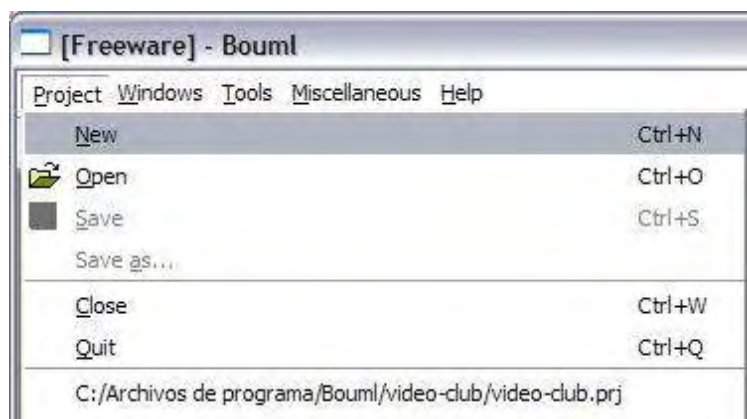 [Freeware] - Bouml
Project Windows Tools Miscellaneous Help
New Ctrl+N
Open Ctrl+O
Save Ctrl+S
Save as...
Close Ctrl+W
Quit Ctrl+Q
C:/Archivos de programa/Bouml/video-club/video-club.prj